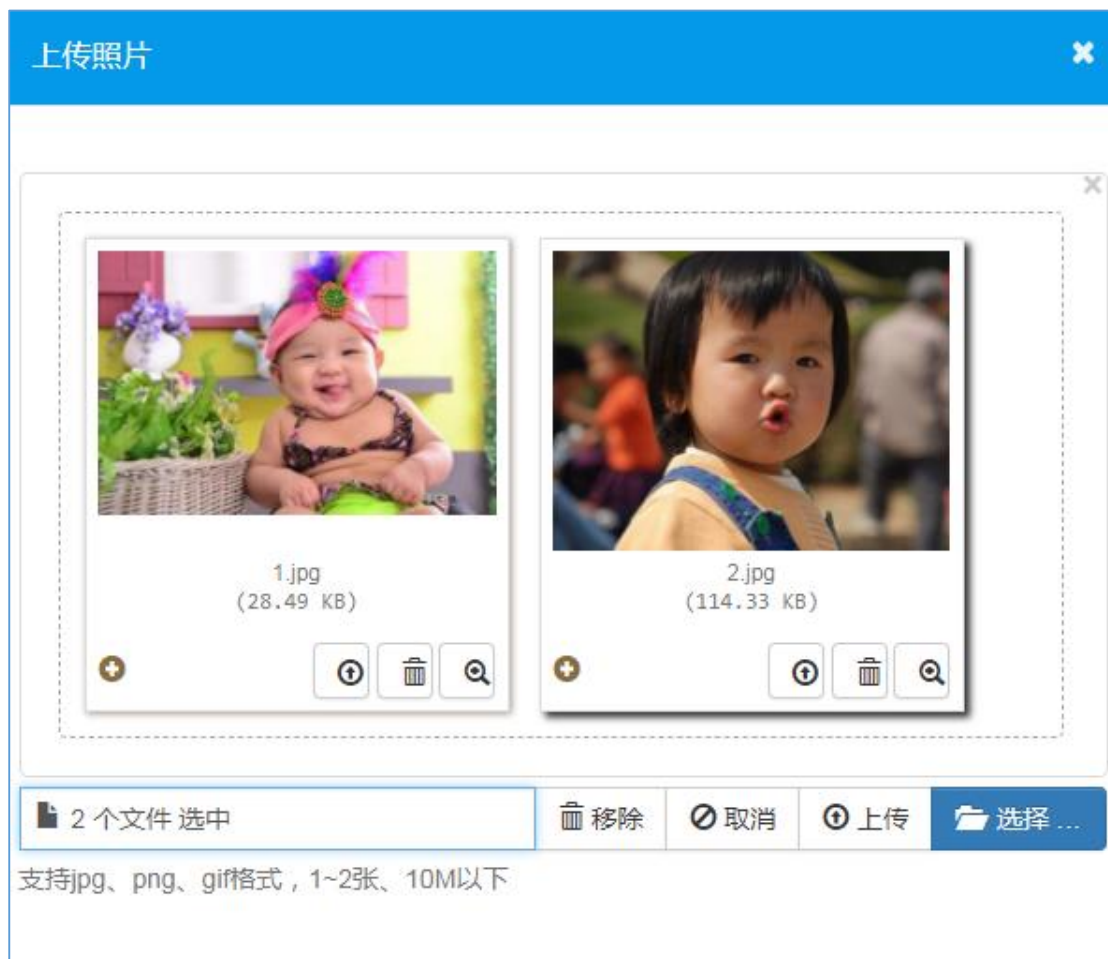 上传照片
1.jpg
(28.49 KB)
2.jpg
(114.33 KB)
2 个文件 选中
移除
取消
上传
选择 ...
支持jpg、png、gif格式，1~2张、10M以下